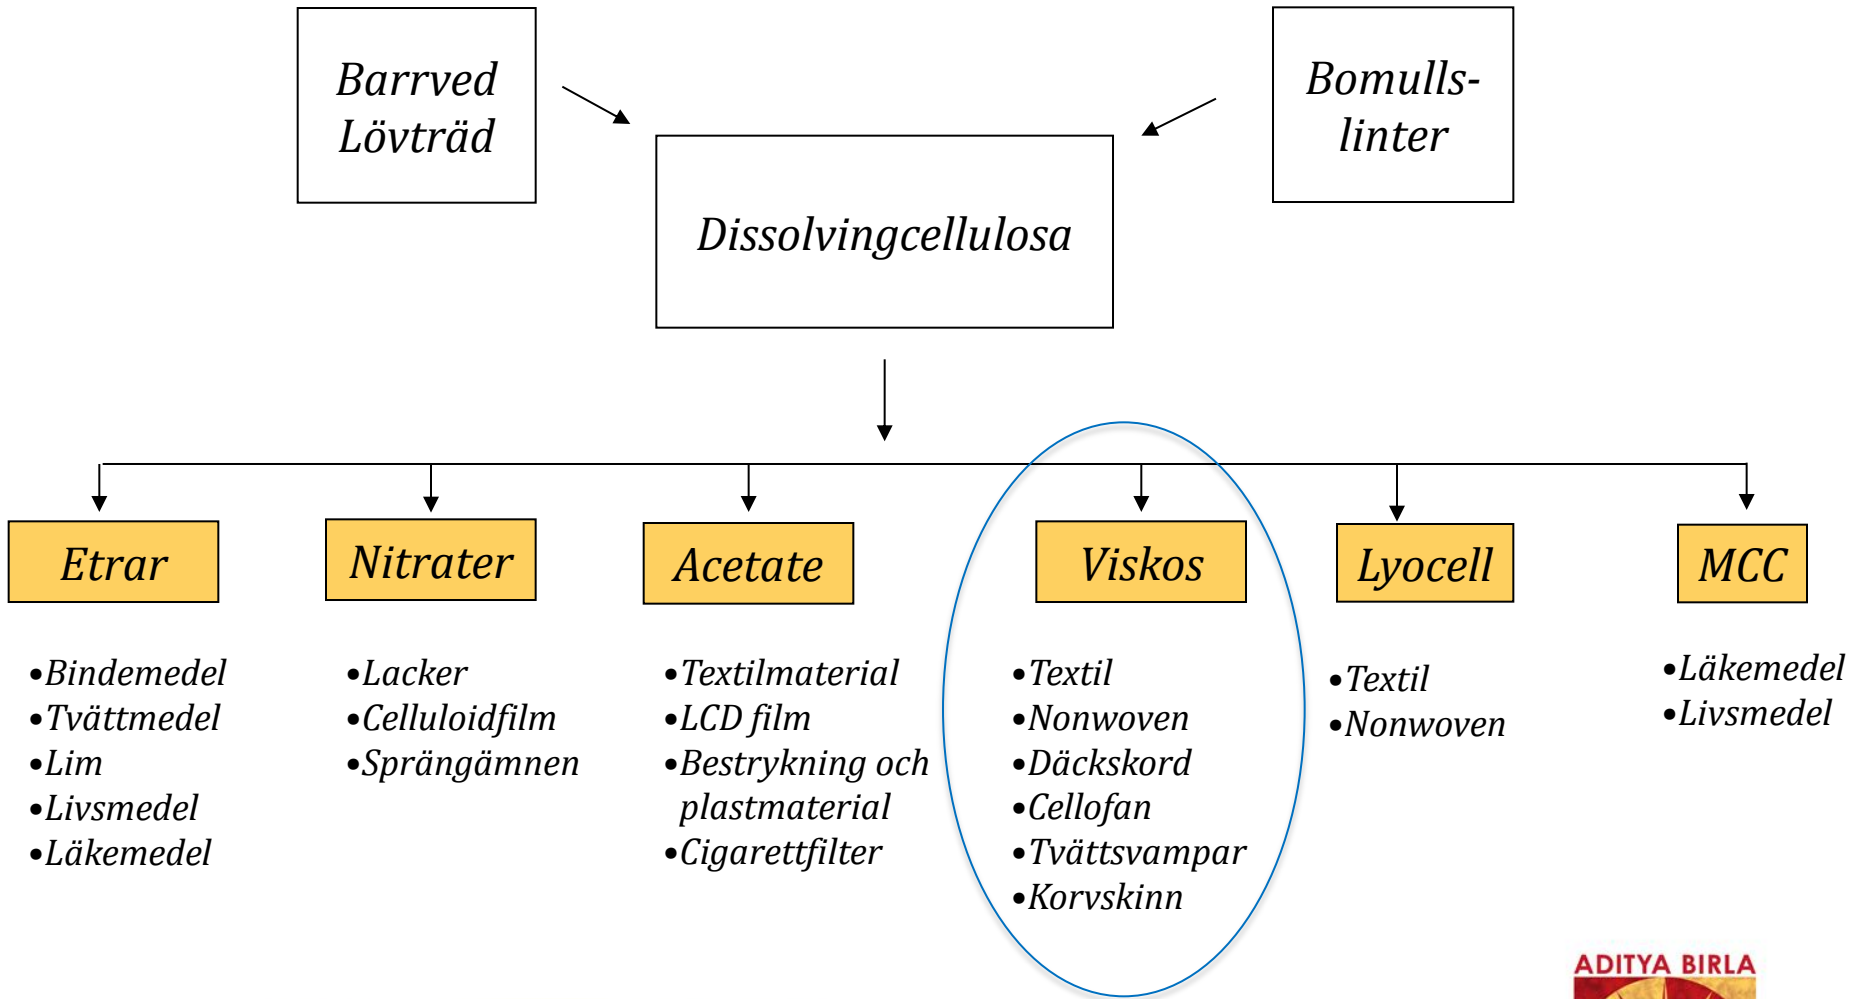 Barrved
Lövträd
Bomulls-
linter
Dissolvingcellulosa
Etrar
•Bindemedel
•Tvättmedel
•Lim
•Livsmedel
•Läkemedel
Nitrater
•Lacker
•Celluloidfilm
•Sprängämnen
Acetate
•Textilmaterial
•LCD film
•Bestrykning och
plastmaterial
•Cigarettfilter
Viskos
•Textil
•Nonwoven
•Däckskord
•Cellofan
•Tvättsvampar
•Korvskinn
Lyocell
•Textil
•Nonwoven
MCC
•Läkemedel
•Livsmedel
ADITYA BIRLA